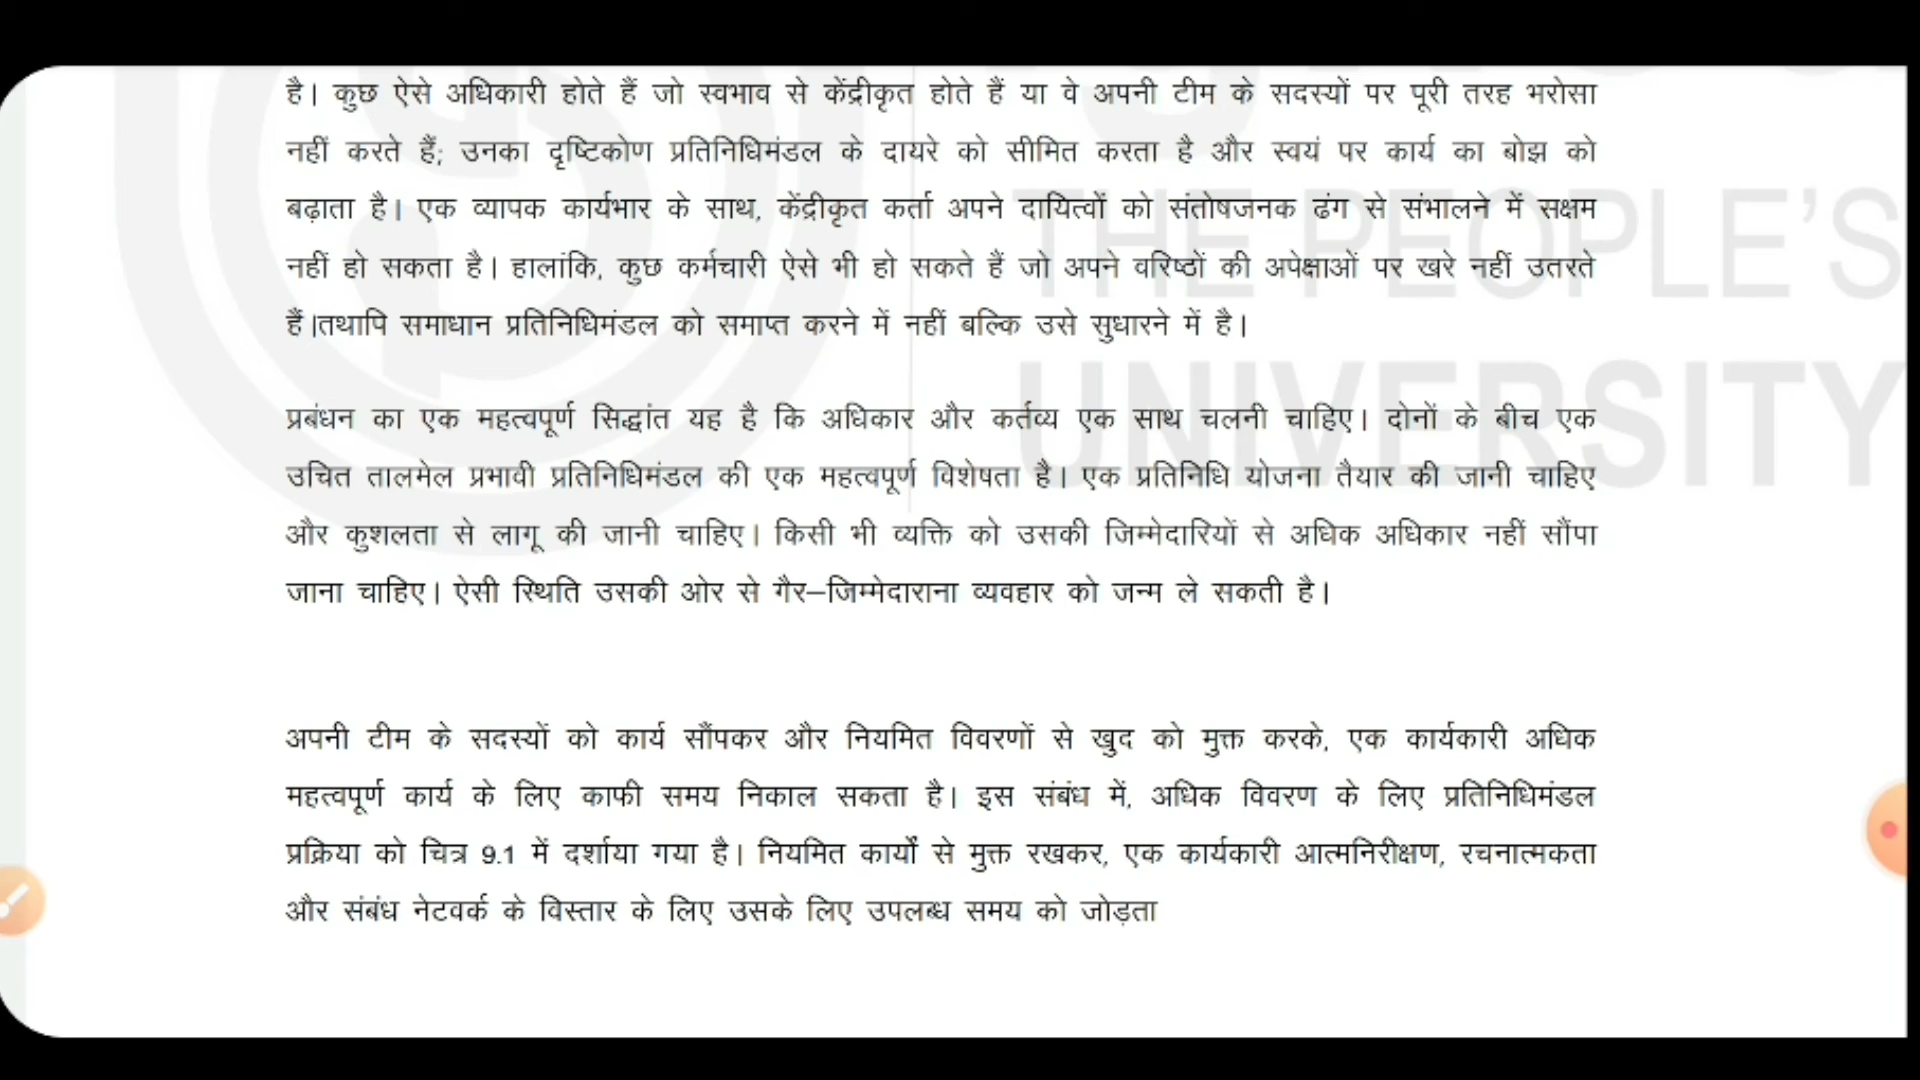 है। कुछ ऐसे अधिकारी होते हैं जो स्वभाव से केंद्रीकृत होते हैं या वे अपनी टीम के सदस्यों पर पूरी तरह भरोसा
नहीं करते हैं; उनका दृष्टिकोण प्रतिनिधिमंडल के दायरे को सीमित करता है और स्वयं पर कार्य का बोझ को
बढ़ाता है। एक व्यापक कार्यभार के साथ, केंद्रीकृत कर्ता अपने दायित्वों को संतोषजनक ढंग से संभालने में सक्षम
नहीं हो सकता है। हालांकि, कुछ कर्मचारी ऐसे भी हो सकते हैं जो अपने वरिष्ठों की अपेक्षाओं पर खरे नहीं उतरते
हैं।तथापि समाधान प्रतिनिधिमंडल को समाप्त करने में नहीं बल्कि उसे सुधारने में है।
THE PEOPLE'S
UNIVERSITY
प्रबंधन का एक महत्वपूर्ण सिद्धांत यह है कि अधिकार और कर्तव्य एक साथ चलनी चाहिए। दोनों के बीच एक
उचित तालमेल प्रभावी प्रतिनिधिमंडल की एक महत्वपूर्ण विशेषता है। एक प्रतिनिधि योजना तैयार की जानी चाहिए
और कुशलता से लागू की जानी चाहिए। किसी भी व्यक्ति को उसकी जिम्मेदारियों से अधिक अधिकार नहीं सौंपा
जाना चाहिए। ऐसी स्थिति उसकी ओर से गैर–जिम्मेदाराना व्यवहार को जन्म ले सकती है।
अपनी टीम के सदस्यों को कार्य सौंपकर और नियमित विवरणों से खुद को मुक्त करके, एक कार्यकारी अधिक
महत्वपूर्ण कार्य के लिए काफी समय निकाल सकता है। इस संबंध में, अधिक विवरण के लिए प्रतिनिधिमंडल
प्रक्रिया को चित्र 9.1 में दर्शाया गया है। नियमित कार्यों से मुक्त रखकर, एक कार्यकारी आत्मनिरीक्षण, रचनात्मकता
और संबंध नेटवर्क के विस्तार के लिए उसके लिए उपलब्ध समय को जोड़ता